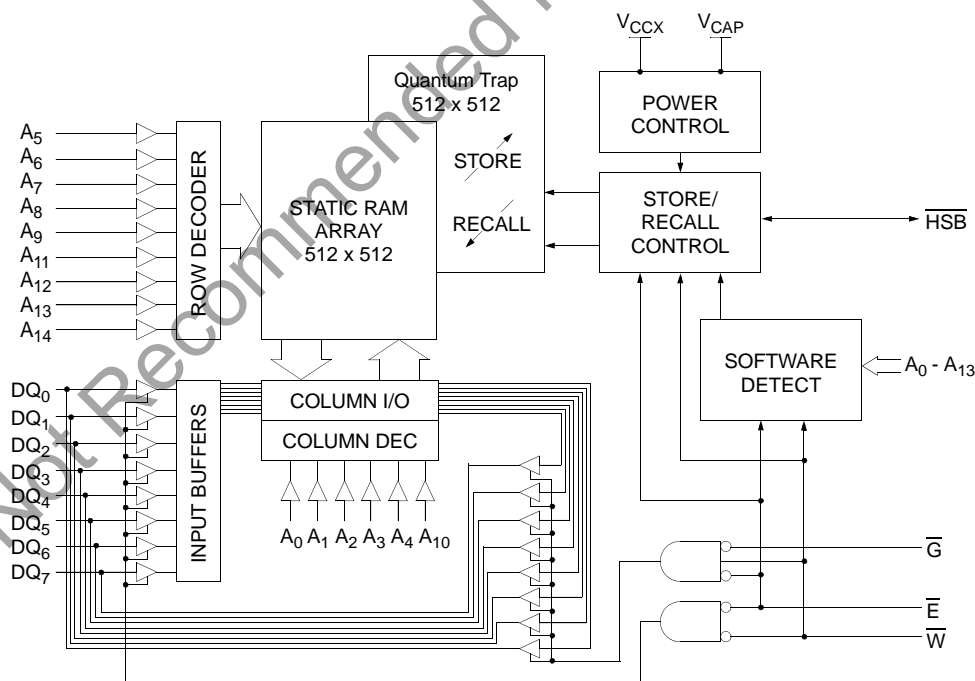 Not Recommended
V_CCX
V_CAP
Quantum Trap
512 x 512
POWER
CONTROL
A5
A6
A7
A8
A9
A11
A12
A13
A14
ROW DECODER
STATIC RAM
ARRAY
512 x 512
STORE
RECALL
STORE/
RECALL
CONTROL
H̅S̅B̅
SOFTWARE
DETECT
A0 - A13
DQ0
DQ1
DQ2
DQ3
DQ4
DQ5
DQ6
DQ7
INPUT BUFFERS
COLUMN I/O
COLUMN DEC
A0 A1 A2 A3 A4 A10
G̅
E̅
W̅